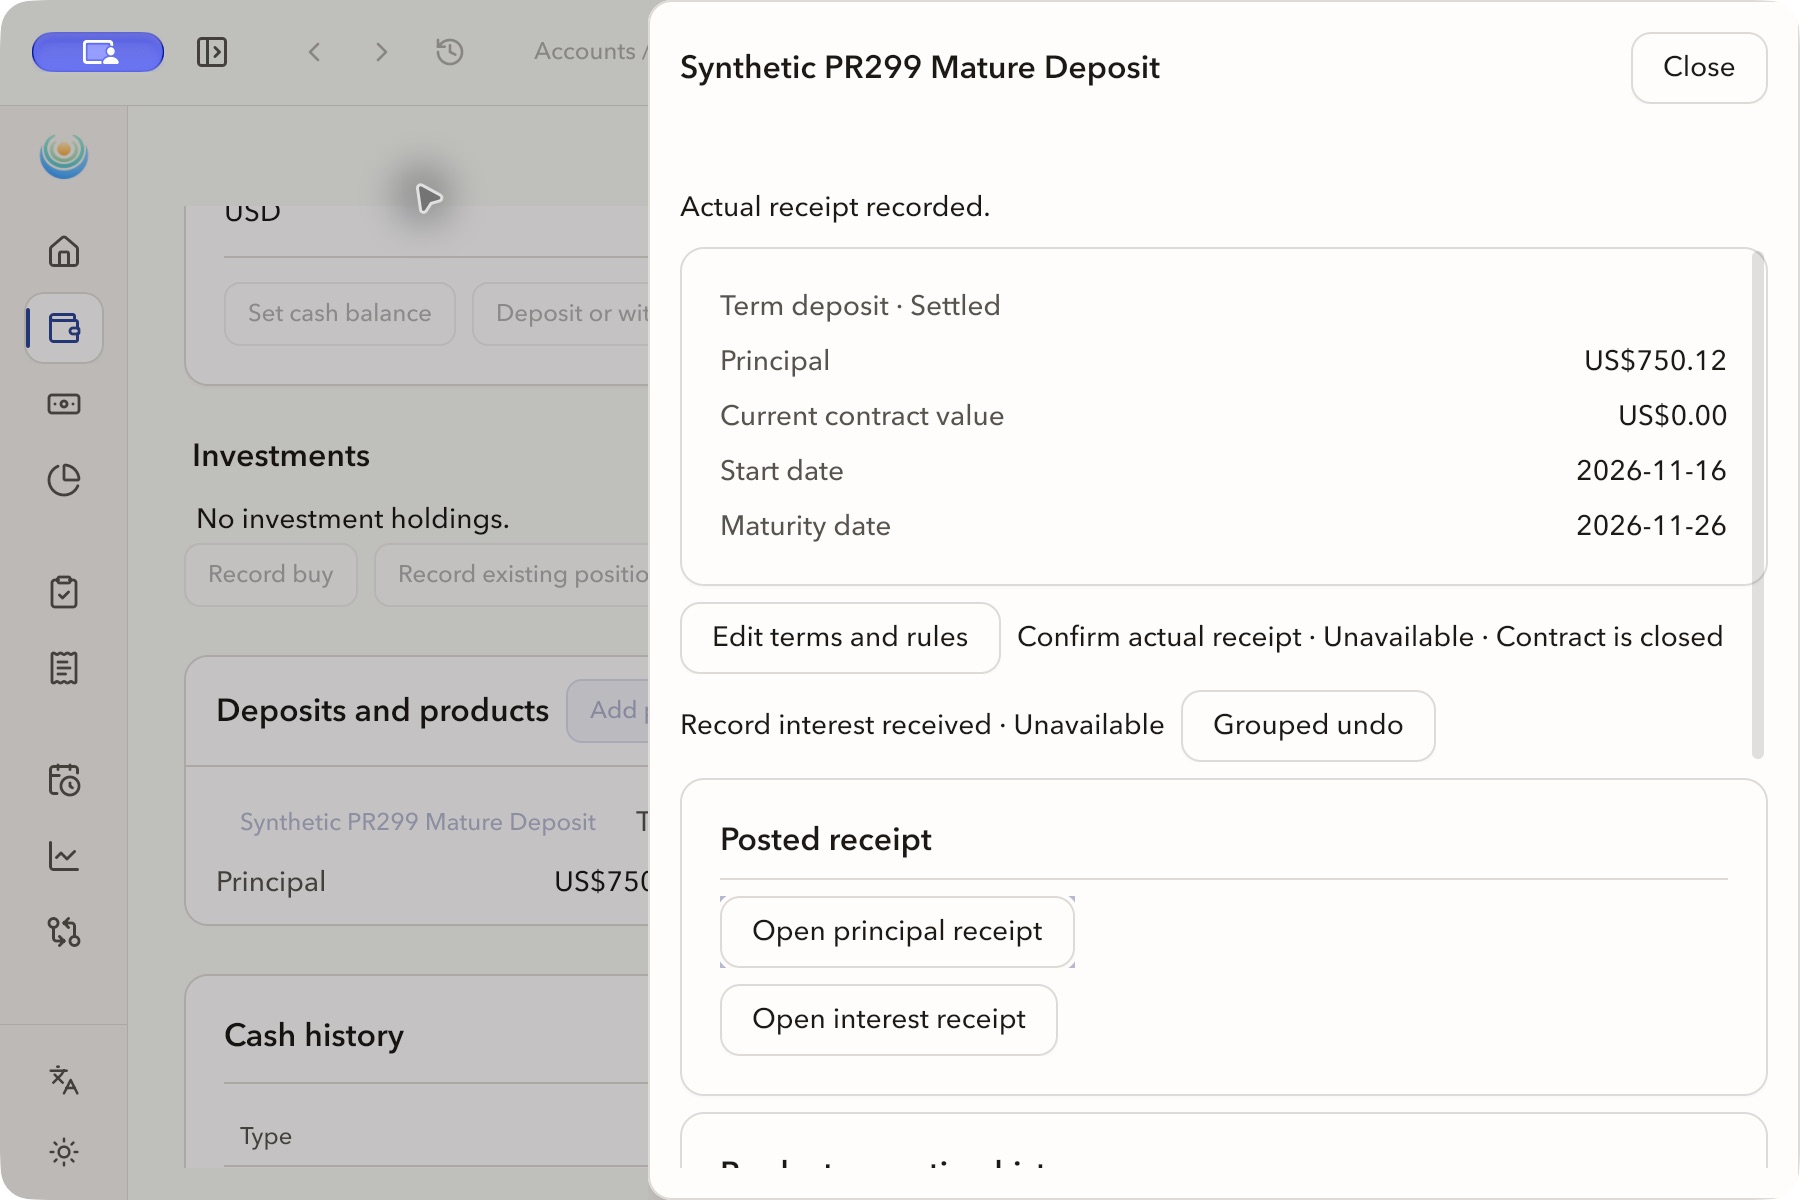 Accounts /
USD
Set cash balance
Deposit or wit
Investments
No investment holdings.
Record buy
Record existing positio
Deposits and products
Add
Synthetic PR299 Mature Deposit
Principal
US$750
Cash history
Type
Synthetic PR299 Mature Deposit
Close
Actual receipt recorded.
Term deposit · Settled
Principal US$750.12
Current contract value US$0.00
Start date 2026-11-16
Maturity date 2026-11-26
Edit terms and rules
Confirm actual receipt · Unavailable · Contract is closed
Record interest received · Unavailable
Grouped undo
Posted receipt
Open principal receipt
Open interest receipt